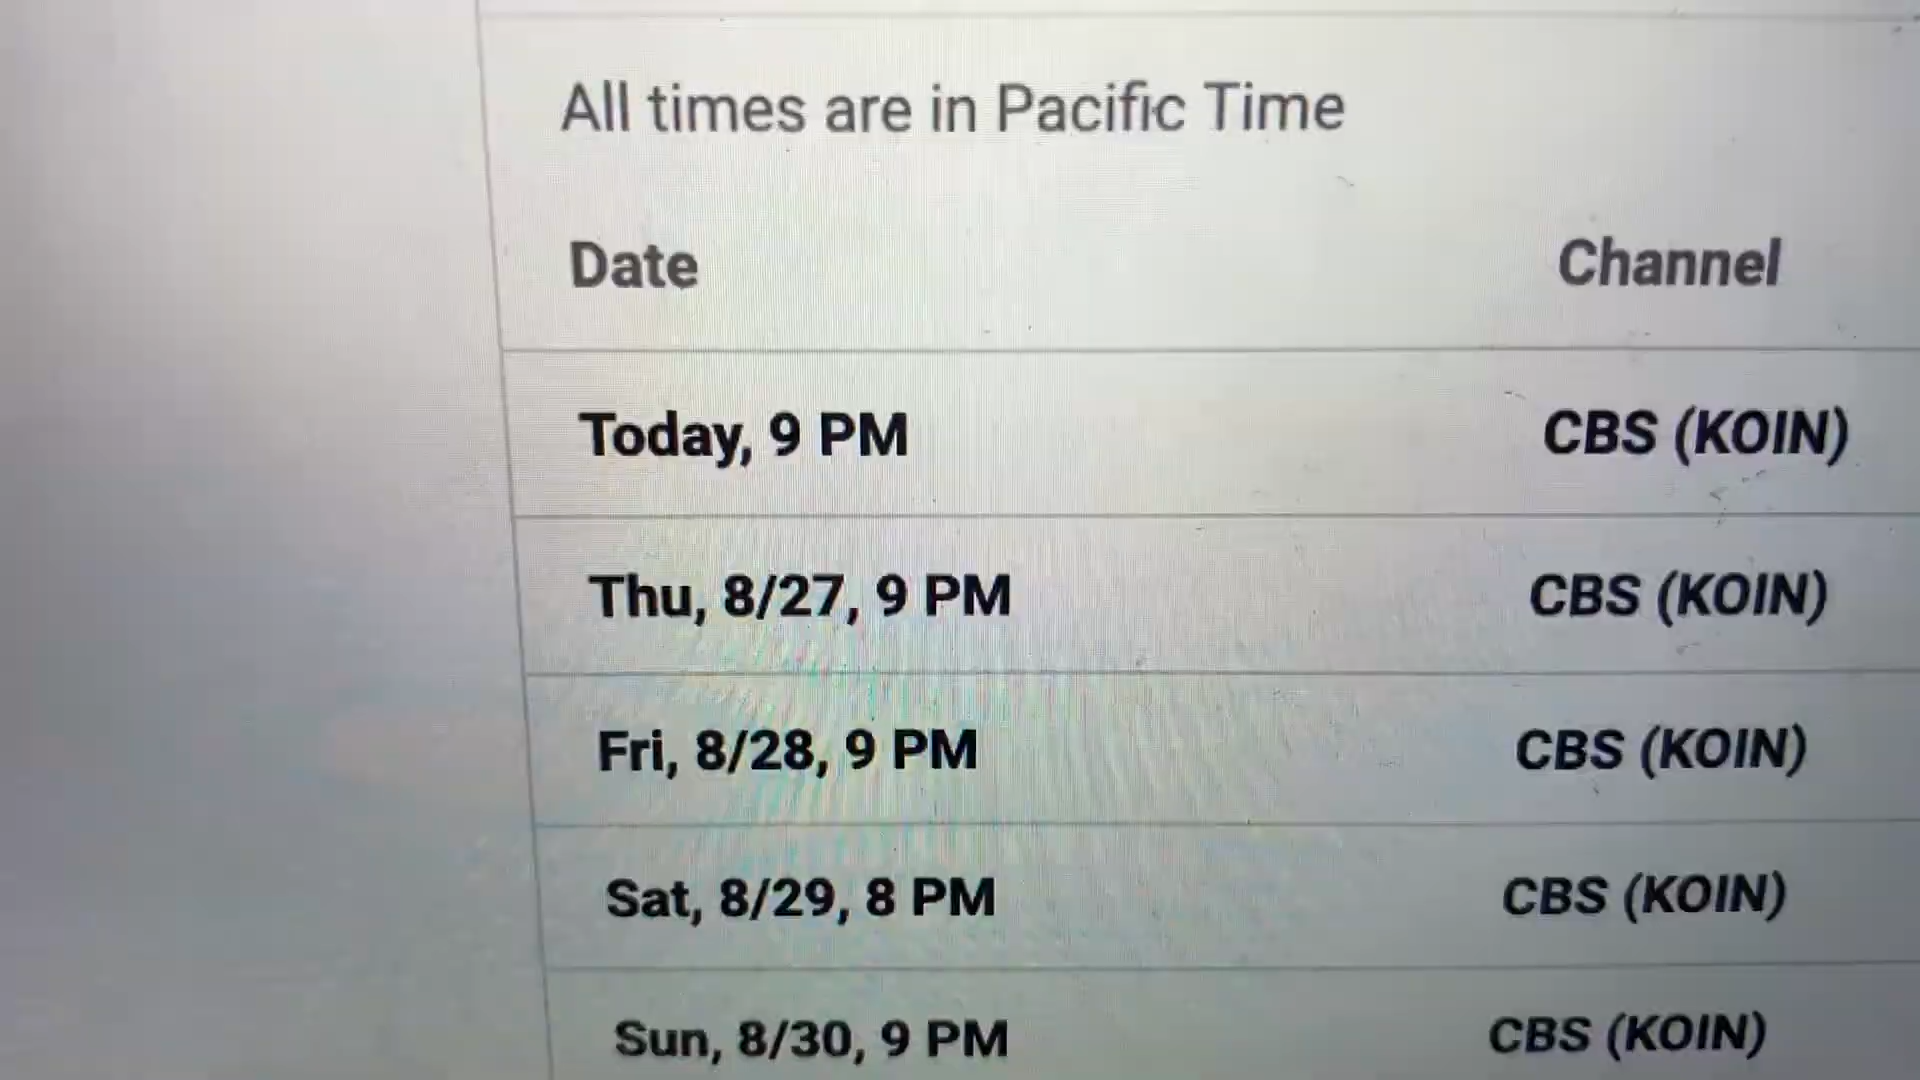 All times are in Pacific Time
Date Channel
Today, 9 PM CBS (KOIN)
Thu, 8/27, 9 PM CBS (KOIN)
Fri, 8/28, 9 PM CBS (KOIN)
Sat, 8/29, 8 PM CBS (KOIN)
Sun, 8/30, 9 PM CBS (KOIN)